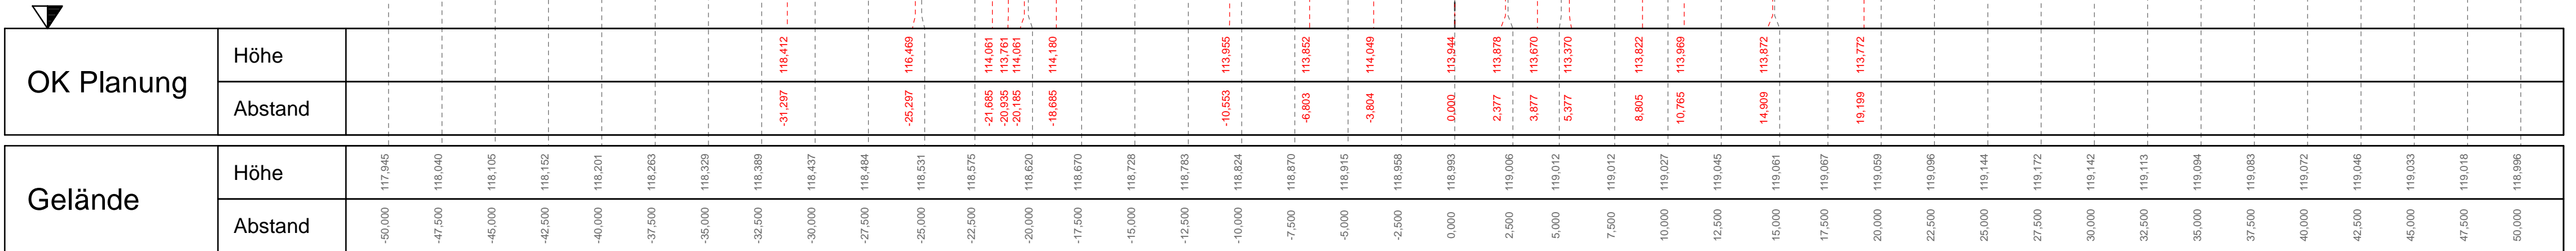 OK Planung
Höhe
118,412 116,469 114,061 113,761 114,061 114,180 113,955 113,852 114,049 113,944 113,878 113,670 113,370 113,822 113,969 113,872 113,772
Abstand
-31,297 -25,297 -21,685 -20,935 -20,185 -18,685 -10,553 -6,803 -3,804 0,000 2,377 3,877 5,377 8,805 10,765 14,909 19,199
Gelände
Höhe
117,945 118,040 118,105 118,152 118,201 118,263 118,329 118,389 118,437 118,484 118,531 118,575 118,620 118,670 118,728 118,783 118,824 118,870 118,915 118,958 118,993 119,006 119,012 119,012 119,027 119,045 119,061 119,067 119,059 119,096 119,144 119,172 119,142 119,113 119,094 119,083 119,072 119,046 119,033 119,018 118,996
Abstand
-50,000 -47,500 -45,000 -42,500 -40,000 -37,500 -35,000 -32,500 -30,000 -27,500 -25,000 -22,500 -20,000 -17,500 -15,000 -12,500 -10,000 -7,500 -5,000 -2,500 0,000 2,500 5,000 7,500 10,000 12,500 15,000 17,500 20,000 22,500 25,000 27,500 30,000 32,500 35,000 37,500 40,000 42,500 45,000 47,500 50,000